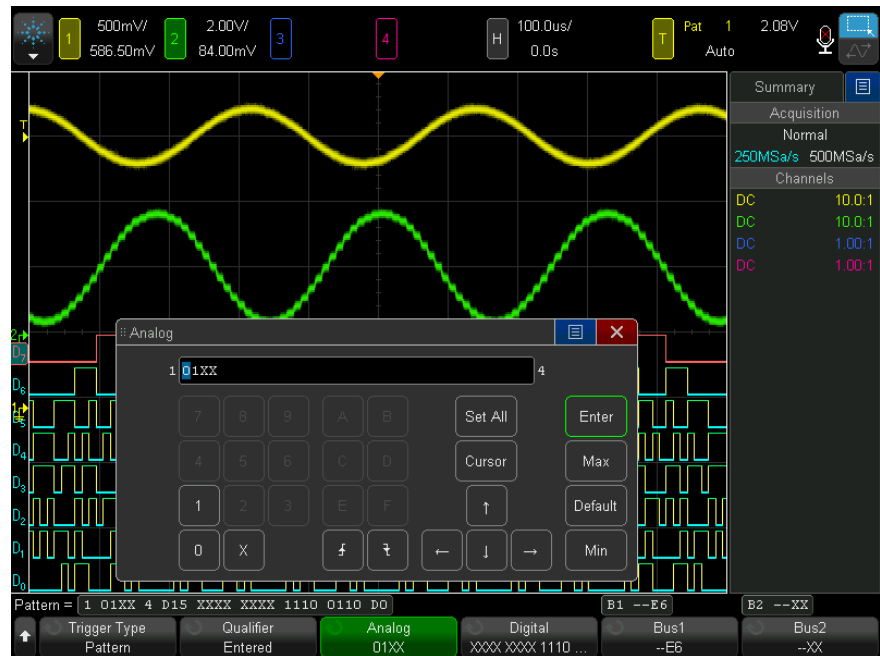 1 500mV/ 586.50mV
2 2.00V/ 84.00mV
3
4
H 100.0us/ 0.0s
T Pat 1 2.08V
Auto
Summary
Acquisition
Normal
250MSa/s 500MSa/s
Channels
DC 10.0:1
DC 10.0:1
DC 1.00:1
DC 1.00:1
T
2
D7
D6
D5
D4
D3
D2
D1
D0
Analog
1 01XX 4
7 8 9 A B Set All Enter
4 5 6 C D Cursor Max
1 2 3 E F ↑ Default
0 X ← ↓ → Min
Pattern = 1 01XX 4 D15 XXXX XXXX 1110 0110 D0 B1 --E6 B2 --XX
Trigger Type
Pattern
Qualifier
Entered
Analog
01XX
Digital
XXXX XXXX 1110 ...
Bus1
--E6
Bus2
--XX